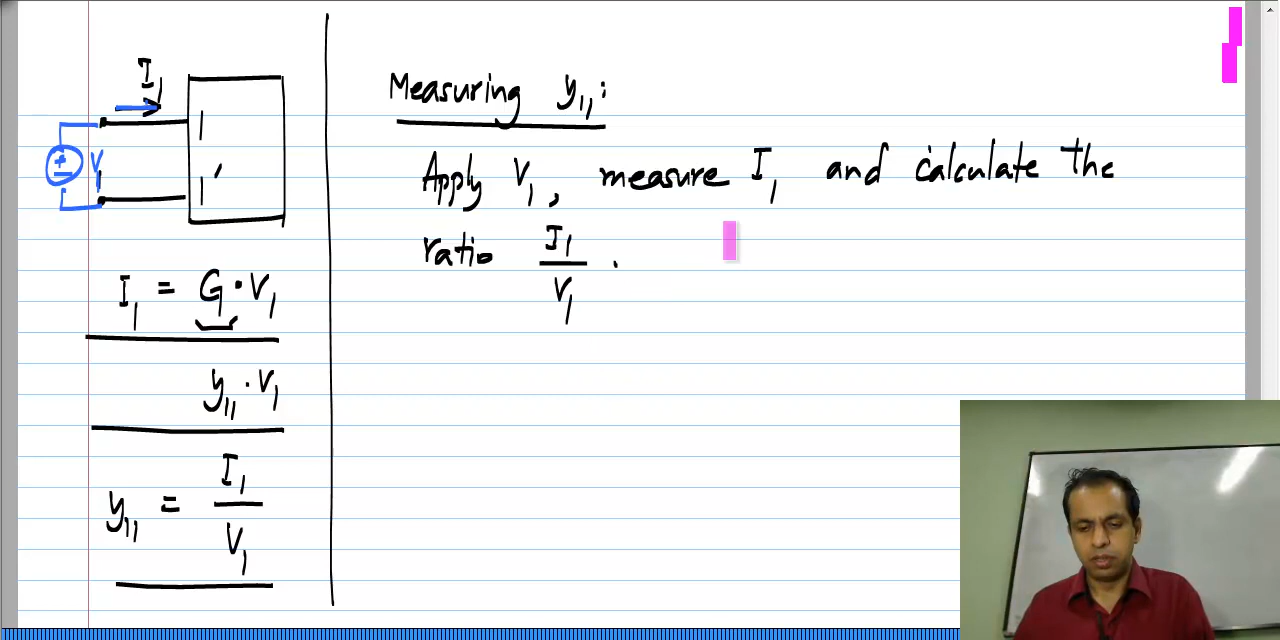 I1
+
-
V1
1
1'
I1 = G · V1
y11 · V1
y11 = I1 / V1
Measuring y11:
Apply V1, measure I1 and calculate the
ratio I1 / V1 .